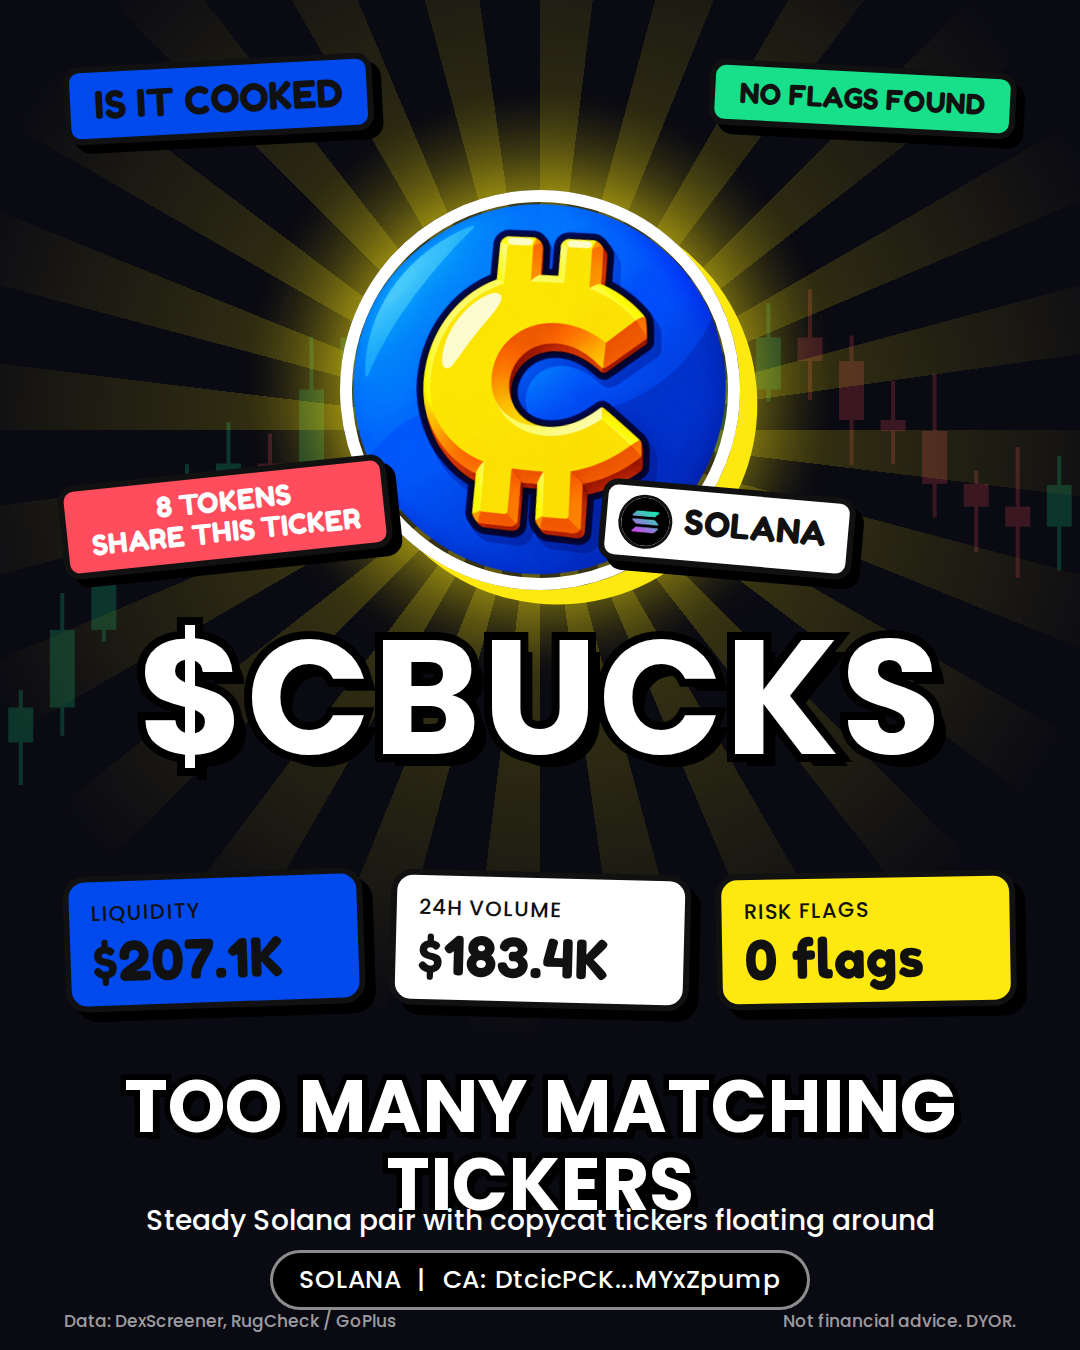 IS IT COOKED
NO FLAGS FOUND
8 TOKENS
SHARE THIS TICKER
SOLANA
$CBUCKS
LIQUIDITY
$207.1K
24H VOLUME
$183.4K
RISK FLAGS
0 flags
TOO MANY MATCHING
TICKERS
Steady Solana pair with copycat tickers floating around
SOLANA | CA: DtcicPCK...MYxZpump
Data: DexScreener, RugCheck / GoPlus
Not financial advice. DYOR.